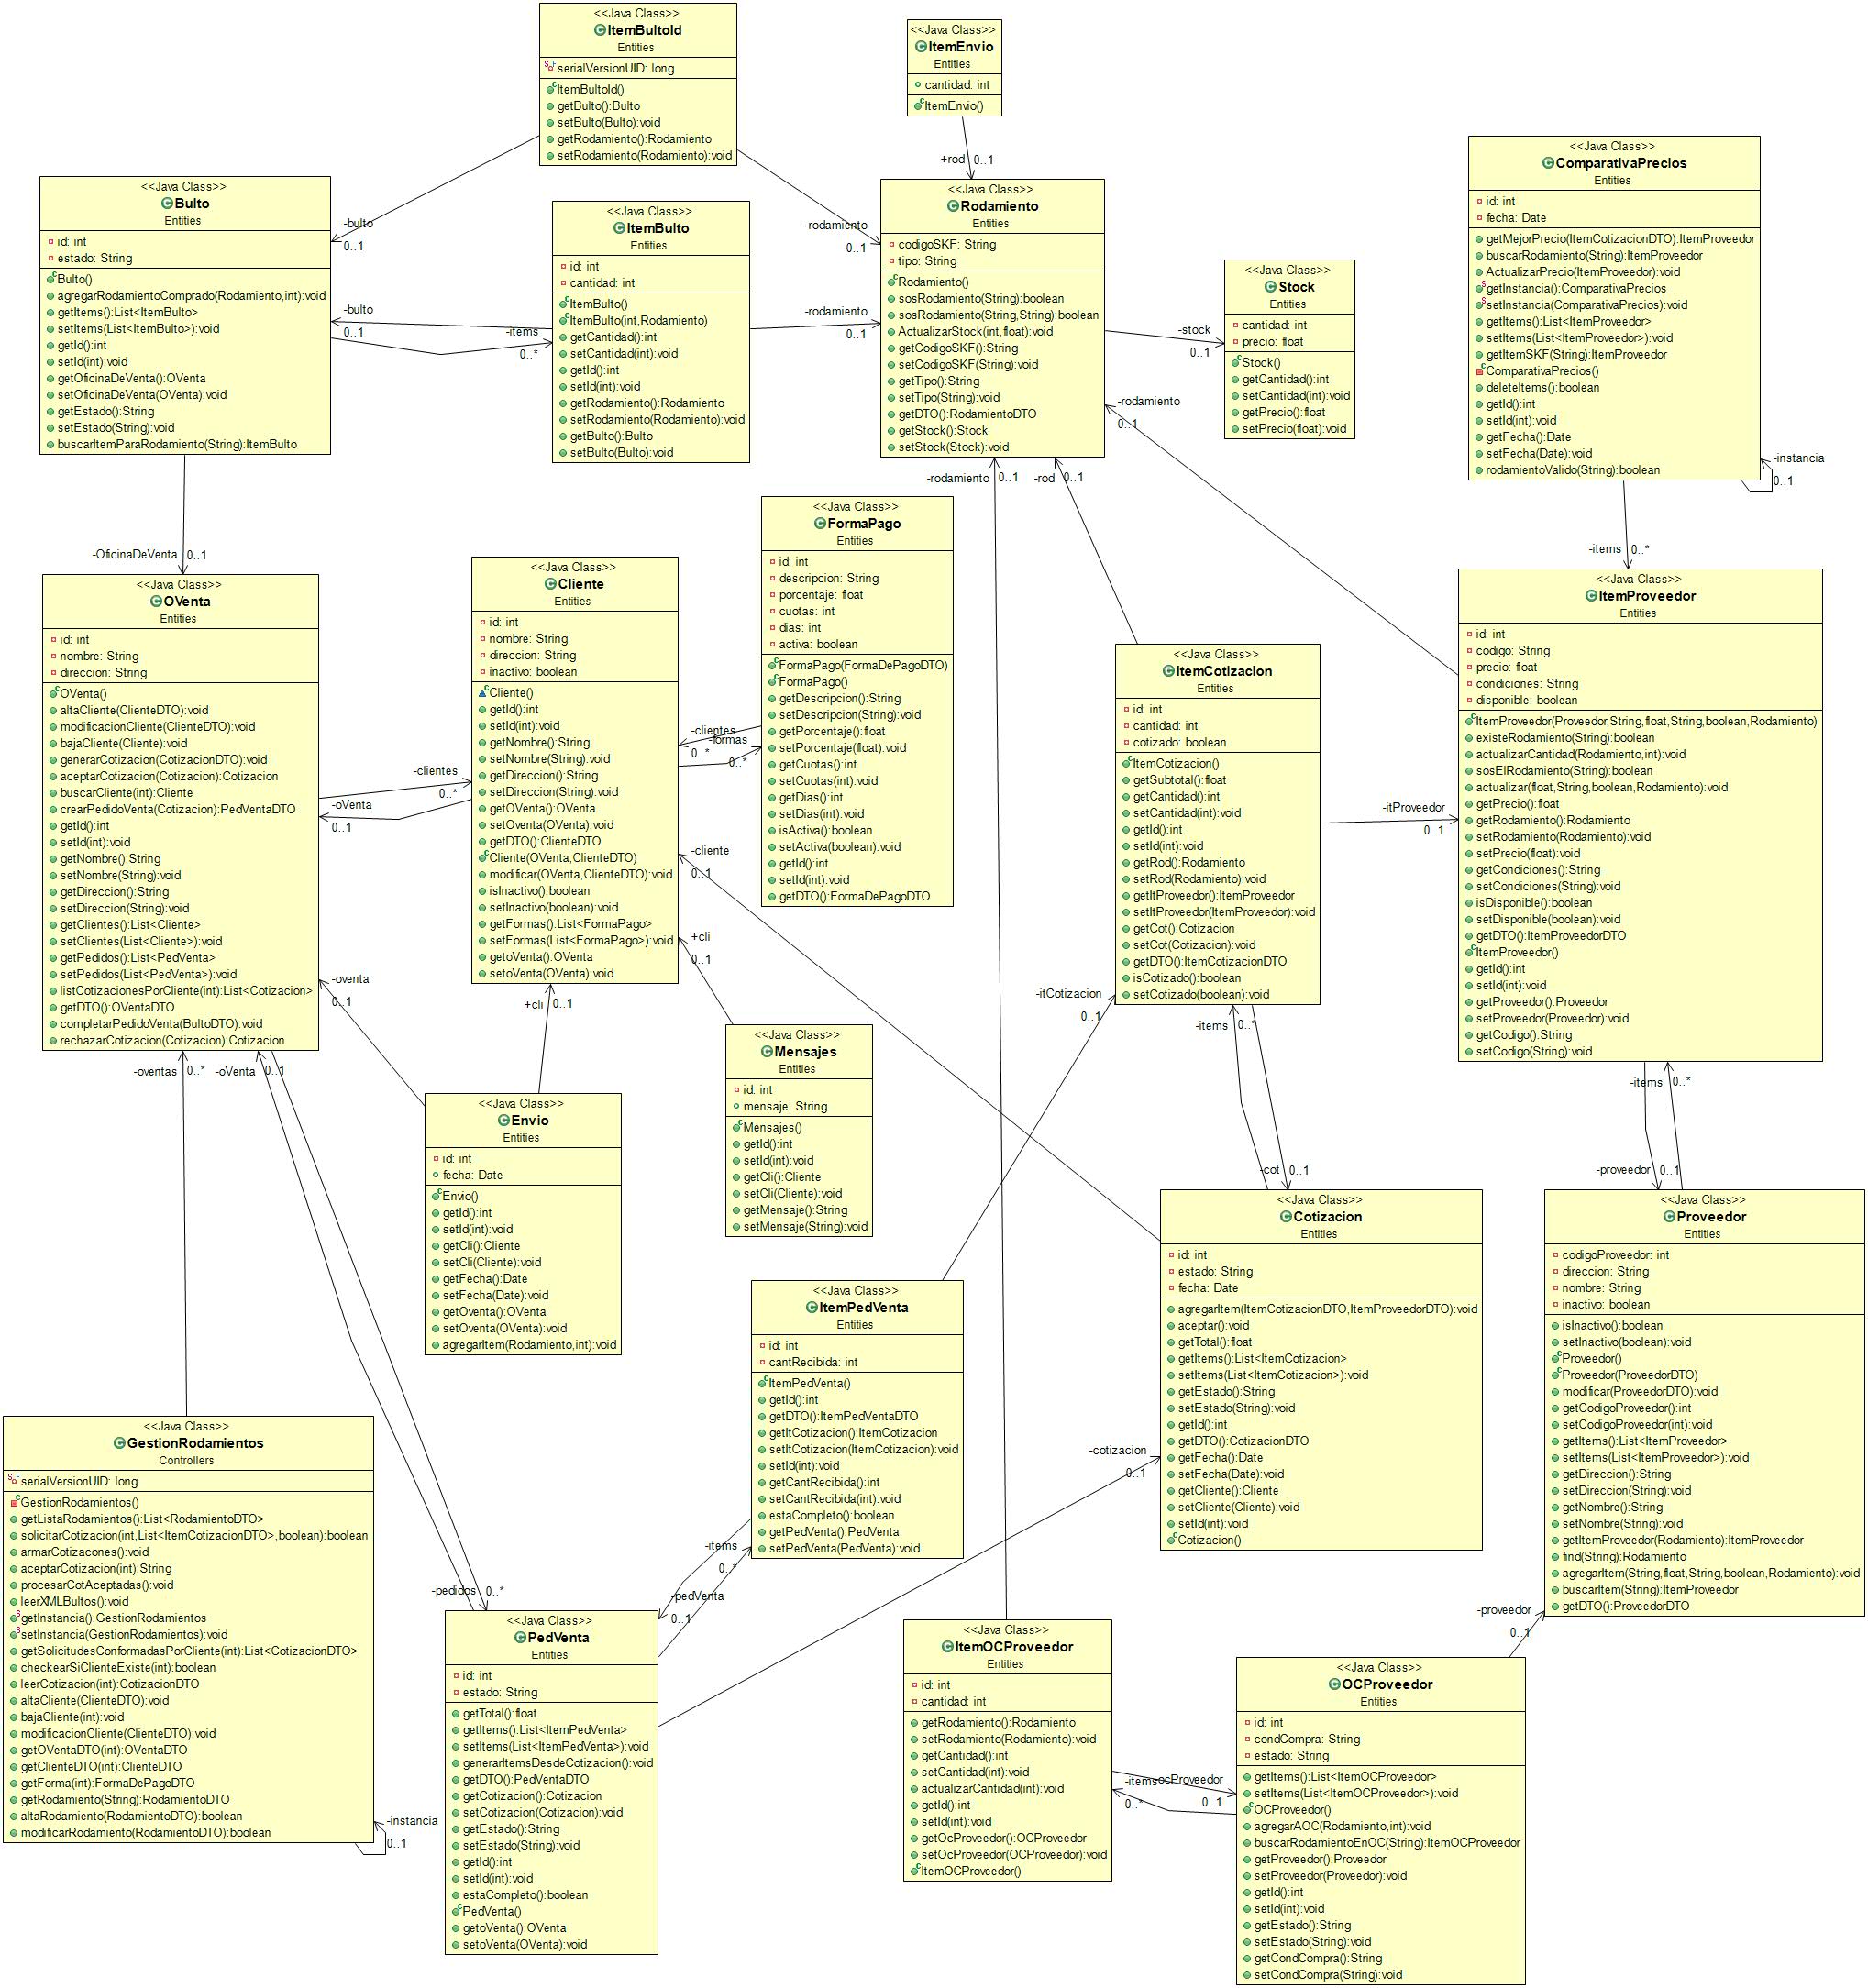 <<Java Class>>
ItemBultoId
Entities
serialVersionUID: long
ItemBultoId()
getBulto():Bulto
setBulto(Bulto):void
getRodamiento():Rodamiento
setRodamiento(Rodamiento):void
<<Java Class>>
ItemEnvio
Entities
cantidad: int
ItemEnvio()
+rod 0..1
-bulto
0..1
-rodamiento
0..1
<<Java Class>>
Bulto
Entities
id: int
estado: String
Bulto()
agregarRodamientoComprado(Rodamiento,int):void
getItems():List<ItemBulto>
setItems(List<ItemBulto>):void
getId():int
setId(int):void
getOficinaDeVenta():OVenta
setOficinaDeVenta(OVenta):void
getEstado():String
setEstado(String):void
buscarItemParaRodamiento(String):ItemBulto
-bulto
0..1
-items
0..*
<<Java Class>>
ItemBulto
Entities
id: int
cantidad: int
ItemBulto()
ItemBulto(int,Rodamiento)
getCantidad():int
setCantidad(int):void
getId():int
setId(int):void
getRodamiento():Rodamiento
setRodamiento(Rodamiento):void
getBulto():Bulto
setBulto(Bulto):void
-rodamiento
0..1
<<Java Class>>
Rodamiento
Entities
codigoSKF: String
tipo: String
Rodamiento()
sosRodamiento(String):boolean
sosRodamiento(String,String):boolean
ActualizarStock(int,float):void
getCodigoSKF():String
setCodigoSKF(String):void
getTipo():String
setTipo(String):void
getDTO():RodamientoDTO
getStock():Stock
setStock(Stock):void
-stock
0..1
-rodamiento
0..1
-rodamiento 0..1
-rod 0..1
<<Java Class>>
Stock
Entities
cantidad: int
precio: float
Stock()
getCantidad():int
setCantidad(int):void
getPrecio():float
setPrecio(float):void
<<Java Class>>
ComparativaPrecios
Entities
id: int
fecha: Date
getMejorPrecio(ItemCotizacionDTO):ItemProveedor
buscarRodamiento(String):ItemProveedor
ActualizarPrecio(ItemProveedor):void
getInstancia():ComparativaPrecios
setInstancia(ComparativaPrecios):void
getItems():List<ItemProveedor>
setItems(List<ItemProveedor>):void
getItemSKF(String):ItemProveedor
ComparativaPrecios()
deleteItems():boolean
getId():int
setId(int):void
getFecha():Date
setFecha(Date):void
rodamientoValido(String):boolean
-instancia
0..1
-items 0..*
-OficinaDeVenta 0..1
<<Java Class>>
OVenta
Entities
id: int
nombre: String
direccion: String
OVenta()
altaCliente(ClienteDTO):void
modificacionCliente(ClienteDTO):void
bajaCliente(Cliente):void
generarCotizacion(CotizacionDTO):void
aceptarCotizacion(Cotizacion):Cotizacion
buscarCliente(int):Cliente
crearPedidoVenta(Cotizacion):PedVentaDTO
getId():int
setId(int):void
getNombre():String
setNombre(String):void
getDireccion():String
setDireccion(String):void
getClientes():List<Cliente>
setClientes(List<Cliente>):void
getPedidos():List<PedVenta>
setPedidos(List<PedVenta>):void
listCotizacionesPorCliente(int):List<Cotizacion>
getDTO():OVentaDTO
completarPedidoVenta(BultoDTO):void
rechazarCotizacion(Cotizacion):Cotizacion
-clientes
0..*
-oVenta
0..1
-oventa
0..1
-oventas 0..*
-oVenta 0..1
<<Java Class>>
Cliente
Entities
id: int
nombre: String
direccion: String
inactivo: boolean
Cliente()
getId():int
setId(int):void
getNombre():String
setNombre(String):void
getDireccion():String
setDireccion(String):void
getOVenta():OVenta
setOventa(OVenta):void
getDTO():ClienteDTO
Cliente(OVenta,ClienteDTO)
modificar(OVenta,ClienteDTO):void
isInactivo():boolean
setInactivo(boolean):void
getFormas():List<FormaPago>
setFormas(List<FormaPago>):void
getoVenta():OVenta
setoVenta(OVenta):void
-clientes
0..*
-formas
0..*
-cliente
0..1
+cli
0..1
+cli 0..1
<<Java Class>>
FormaPago
Entities
id: int
descripcion: String
porcentaje: float
cuotas: int
dias: int
activa: boolean
FormaPago(FormaDePagoDTO)
FormaPago()
getDescripcion():String
setDescripcion(String):void
getPorcentaje():float
setPorcentaje(float):void
getCuotas():int
setCuotas(int):void
getDias():int
setDias(int):void
isActiva():boolean
setActiva(boolean):void
getId():int
setId(int):void
getDTO():FormaDePagoDTO
<<Java Class>>
ItemCotizacion
Entities
id: int
cantidad: int
cotizado: boolean
ItemCotizacion()
getSubtotal():float
getCantidad():int
setCantidad(int):void
getId():int
setId(int):void
getRod():Rodamiento
setRod(Rodamiento):void
getItProveedor():ItemProveedor
setItProveedor(ItemProveedor):void
getCot():Cotizacion
setCot(Cotizacion):void
getDTO():ItemCotizacionDTO
isCotizado():boolean
setCotizado(boolean):void
-itProveedor
0..1
-itCotizacion
0..1
-items 0..*
-cot 0..1
<<Java Class>>
ItemProveedor
Entities
id: int
codigo: String
precio: float
condiciones: String
disponible: boolean
ItemProveedor(Proveedor,String,float,String,boolean,Rodamiento)
existeRodamiento(String):boolean
actualizarCantidad(Rodamiento,int):void
sosElRodamiento(String):boolean
actualizar(float,String,boolean,Rodamiento):void
getPrecio():float
getRodamiento():Rodamiento
setRodamiento(Rodamiento):void
setPrecio(float):void
getCondiciones():String
setCondiciones(String):void
isDisponible():boolean
setDisponible(boolean):void
getDTO():ItemProveedorDTO
ItemProveedor()
getId():int
setId(int):void
getProveedor():Proveedor
setProveedor(Proveedor):void
getCodigo():String
setCodigo(String):void
-items 0..*
-proveedor 0..1
<<Java Class>>
Mensajes
Entities
id: int
mensaje: String
Mensajes()
getId():int
setId(int):void
getCli():Cliente
setCli(Cliente):void
getMensaje():String
setMensaje(String):void
<<Java Class>>
Envio
Entities
id: int
fecha: Date
Envio()
getId():int
setId(int):void
getCli():Cliente
setCli(Cliente):void
getFecha():Date
setFecha(Date):void
getOventa():OVenta
setOventa(OVenta):void
agregarItem(Rodamiento,int):void
<<Java Class>>
Cotizacion
Entities
id: int
estado: String
fecha: Date
agregarItem(ItemCotizacionDTO,ItemProveedorDTO):void
aceptar():void
getTotal():float
getItems():List<ItemCotizacion>
setItems(List<ItemCotizacion>):void
getEstado():String
setEstado(String):void
getId():int
getDTO():CotizacionDTO
getFecha():Date
setFecha(Date):void
getCliente():Cliente
setCliente(Cliente):void
setId(int):void
Cotizacion()
-cotizacion
0..1
<<Java Class>>
Proveedor
Entities
codigoProveedor: int
direccion: String
nombre: String
inactivo: boolean
isInactivo():boolean
setInactivo(boolean):void
Proveedor()
Proveedor(ProveedorDTO)
modificar(ProveedorDTO):void
getCodigoProveedor():int
setCodigoProveedor(int):void
getItems():List<ItemProveedor>
setItems(List<ItemProveedor>):void
getDireccion():String
setDireccion(String):void
getNombre():String
setNombre(String):void
getItemProveedor(Rodamiento):ItemProveedor
find(String):Rodamiento
agregarItem(String,float,String,boolean,Rodamiento):void
buscarItem(String):ItemProveedor
getDTO():ProveedorDTO
-proveedor
0..1
<<Java Class>>
ItemPedVenta
Entities
id: int
cantRecibida: int
ItemPedVenta()
getId():int
getDTO():ItemPedVentaDTO
getItCotizacion():ItemCotizacion
setItCotizacion(ItemCotizacion):void
setId(int):void
getCantRecibida():int
setCantRecibida(int):void
estaCompleto():boolean
getPedVenta():PedVenta
setPedVenta(PedVenta):void
-items
0..*
-pedVenta
0..1
<<Java Class>>
GestionRodamientos
Controllers
serialVersionUID: long
GestionRodamientos()
getListaRodamientos():List<RodamientoDTO>
solicitarCotizacion(int,List<ItemCotizacionDTO>,boolean):boolean
armarCotizacones():void
aceptarCotizacion(int):String
procesarCotAceptadas():void
leerXMLBultos():void
getInstancia():GestionRodamientos
setInstancia(GestionRodamientos):void
getSolicitudesConformadasPorCliente(int):List<CotizacionDTO>
checkearSiClienteExiste(int):boolean
leerCotizacion(int):CotizacionDTO
altaCliente(ClienteDTO):void
bajaCliente(int):void
modificacionCliente(ClienteDTO):void
getOVentaDTO(int):OVentaDTO
getClienteDTO(int):ClienteDTO
getForma(int):FormaDePagoDTO
getRodamiento(String):RodamientoDTO
altaRodamiento(RodamientoDTO):boolean
modificarRodamiento(RodamientoDTO):boolean
-instancia
0..1
-pedidos 0..*
<<Java Class>>
PedVenta
Entities
id: int
estado: String
getTotal():float
getItems():List<ItemPedVenta>
setItems(List<ItemPedVenta>):void
generarItemsDesdeCotizacion():void
getDTO():PedVentaDTO
getCotizacion():Cotizacion
setCotizacion(Cotizacion):void
getEstado():String
setEstado(String):void
getId():int
setId(int):void
estaCompleto():boolean
PedVenta()
getoVenta():OVenta
setoVenta(OVenta):void
<<Java Class>>
ItemOCProveedor
Entities
id: int
cantidad: int
getRodamiento():Rodamiento
setRodamiento(Rodamiento):void
getCantidad():int
setCantidad(int):void
actualizarCantidad(int):void
getId():int
setId(int):void
getOcProveedor():OCProveedor
setOcProveedor(OCProveedor):void
ItemOCProveedor()
-items
0..*
ocProveedor
0..1
<<Java Class>>
OCProveedor
Entities
id: int
condCompra: String
estado: String
getItems():List<ItemOCProveedor>
setItems(List<ItemOCProveedor>):void
OCProveedor()
agregarAOC(Rodamiento,int):void
buscarRodamientoEnOC(String):ItemOCProveedor
getProveedor():Proveedor
setProveedor(Proveedor):void
getId():int
setId(int):void
getEstado():String
setEstado(String):void
getCondCompra():String
setCondCompra(String):void